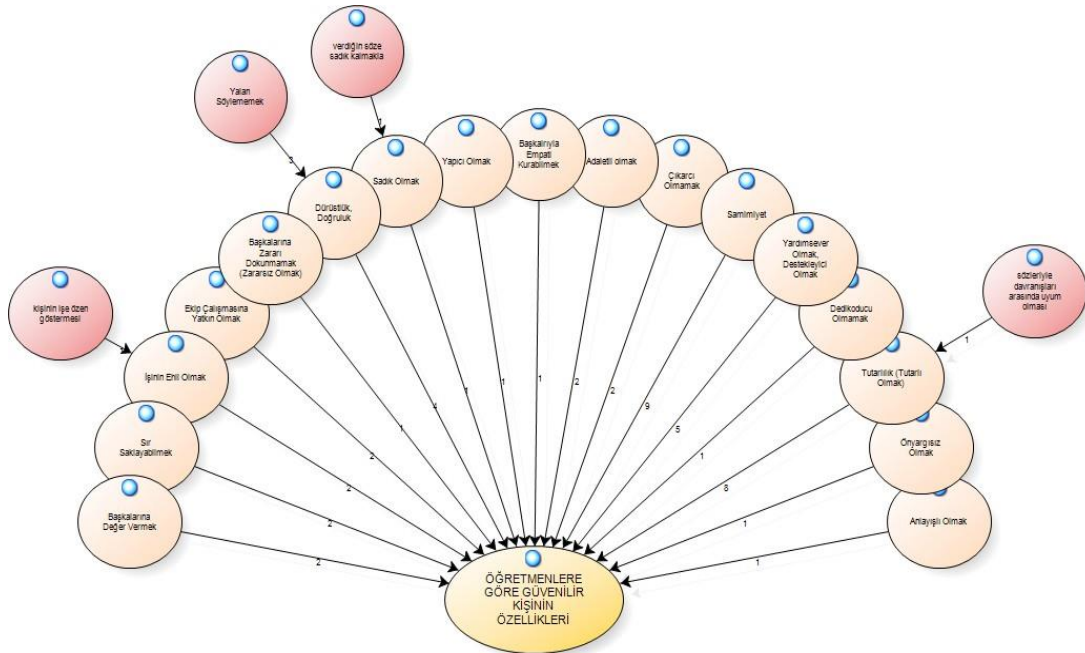 verdiğin söze
sadık kalmakla
Yalan
Söylememek
1
3
Sadık Olmak
Yapıcı Olmak
Başkalrıyla
Empati
Kurabilmek
Adaletli olmak
Çıkarcı
Olmamak
Dürüstlük,
Doğruluk
Samimiyet
Başkalarına
Zararı
Dokunmamak
(Zararsız Olmak)
Yardımsever
Olmak,
Destekleyici
Olmak
kişinin işe özen
göstermesi
Ekip Çalışmasına
Yatkın Olmak
Dedikoducu
Olmamak
sözleriyle
davranışları
arasında uyum
olması
1
İşinin Ehil Olmak
Tutarlılık (Tutarlı
Olmak)
Sır
Saklayabilmek
Önyargısız
Olmak
Başkalarına
Değer Vermek
Anlayışlı Olmak
2
2
2
2
1
4
1
1
1
2
2
9
5
1
8
1
1
ÖĞRETMENLERE
GÖRE GÜVENİLİR
KİŞİNİN
ÖZELLİKLERİ